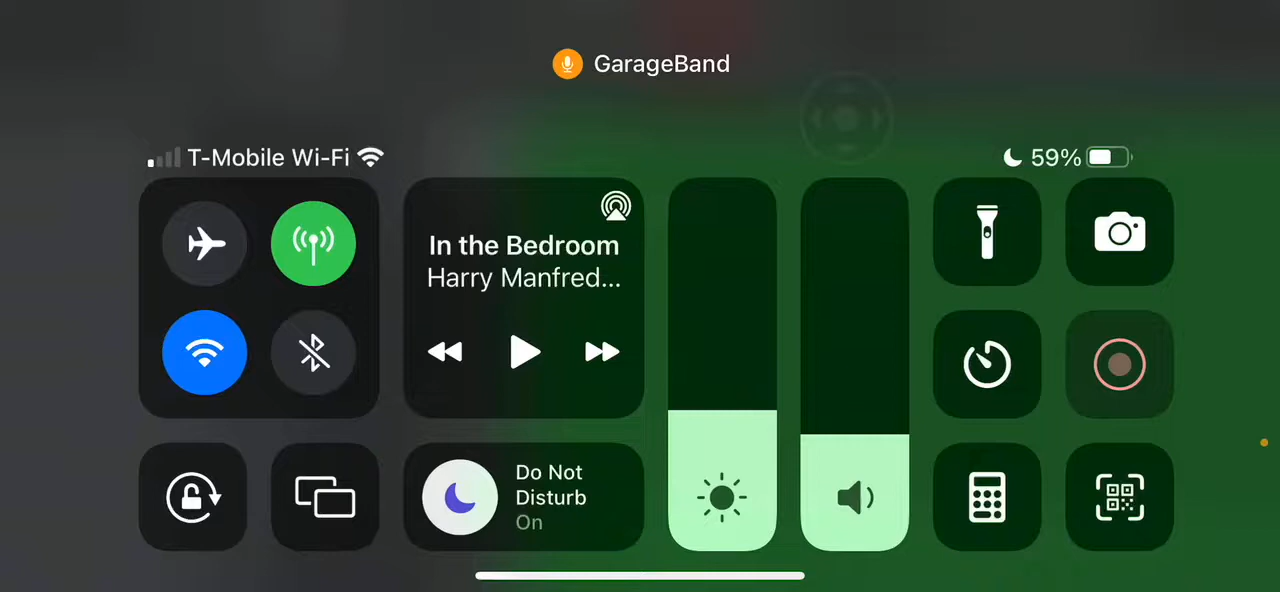 GarageBand
T-Mobile Wi-Fi
59%
In the Bedroom
Harry Manfred...
Do Not
Disturb
On